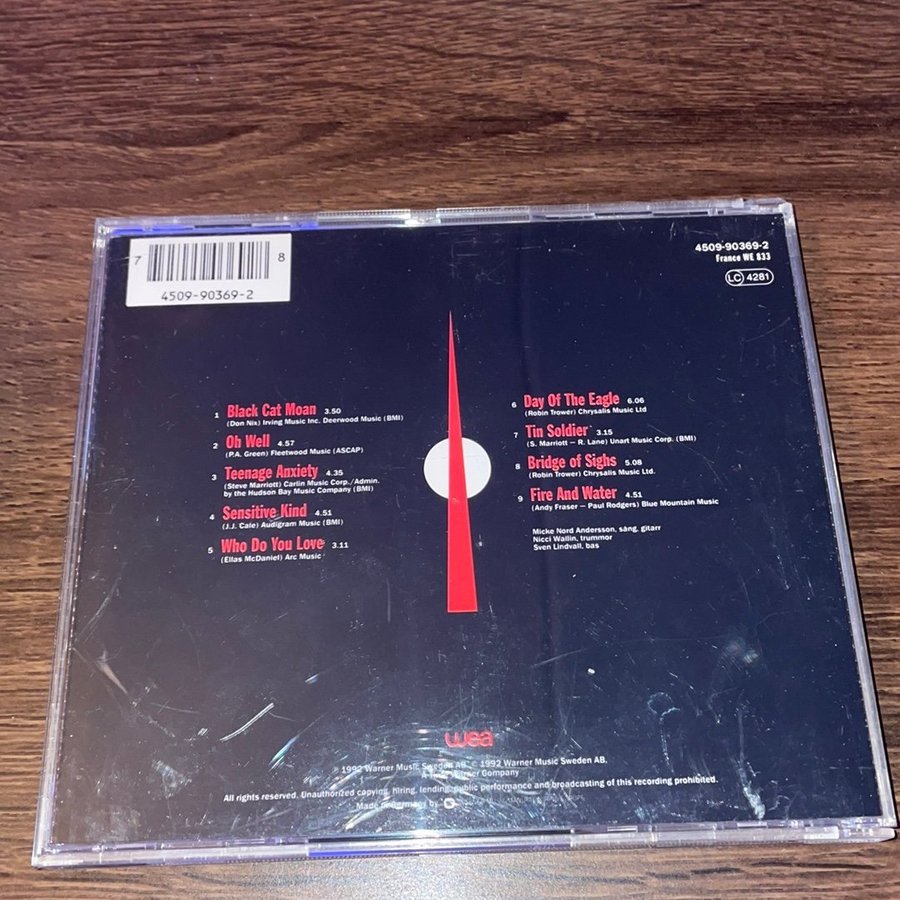 7 8
4509-90369-2
4509-90369-2
France WE 833
LC 4281
1 Black Cat Moan 3.50
(Don Nix) Irving Music Inc. Deerwood Music (BMI)
2 Oh Well 4.57
(P.A. Green) Fleetwood Music (ASCAP)
3 Teenage Anxiety 4.35
(Steve Marriott) Carlin Music Corp./Admin.
by the Hudson Bay Music Company (BMI)
4 Sensitive Kind 4.51
(J.J. Cale) Audigram Music (BMI)
5 Who Do You Love 3.11
(Ellas McDaniel) Arc Music
6 Day Of The Eagle 6.06
(Robin Trower) Chrysalis Music Ltd
7 Tin Soldier 3.15
(S. Marriott – R. Lane) Unart Music Corp. (BMI)
8 Bridge of Sighs 5.08
(Robin Trower) Chrysalis Music Ltd.
9 Fire And Water 4.51
(Andy Fraser – Paul Rodgers) Blue Mountain Music
Micke Nord Andersson, sång, gitarr
Nicci Wallin, trummor
Sven Lindvall, bas
wea
℗ 1992 Warner Music Sweden AB. © 1992 Warner Music Sweden AB.
Company
All rights reserved. Unauthorized copying, hiring, lending, public performance and broadcasting of this recording prohibited.
Made by